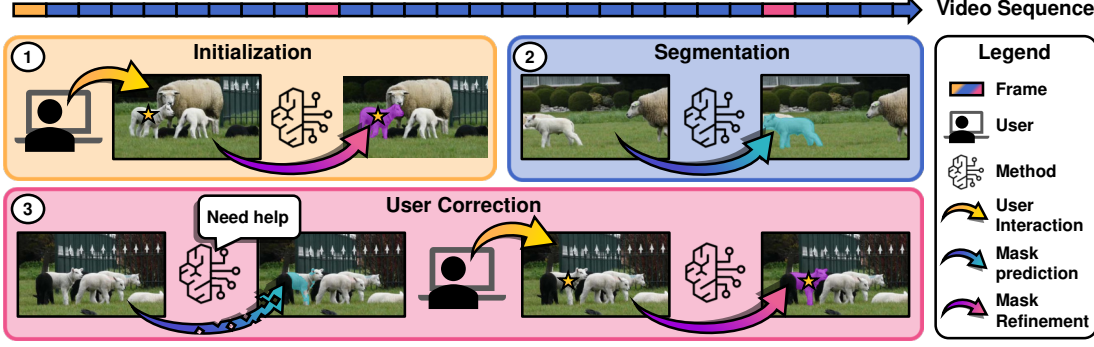 Video Sequence
1
Initialization
2
Segmentation
3
User Correction
Need help
Legend
Frame
User
Method
User
Interaction
Mask
prediction
Mask
Refinement